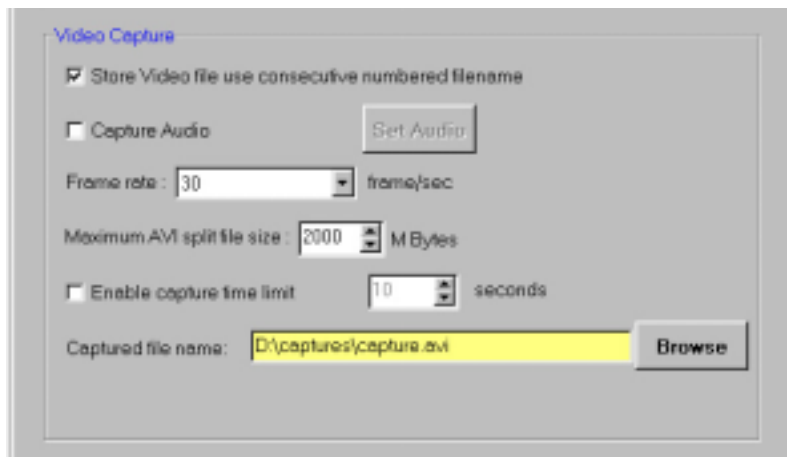 Video Capture
Store Video file use consecutive numbered filename
Capture Audio Set Audio
Frame rate : 30 frame/sec
Maximum AVI split file size : 2000 M Bytes
Enable capture time limit 10 seconds
Captured file name: D:\captures\capture.avi Browse